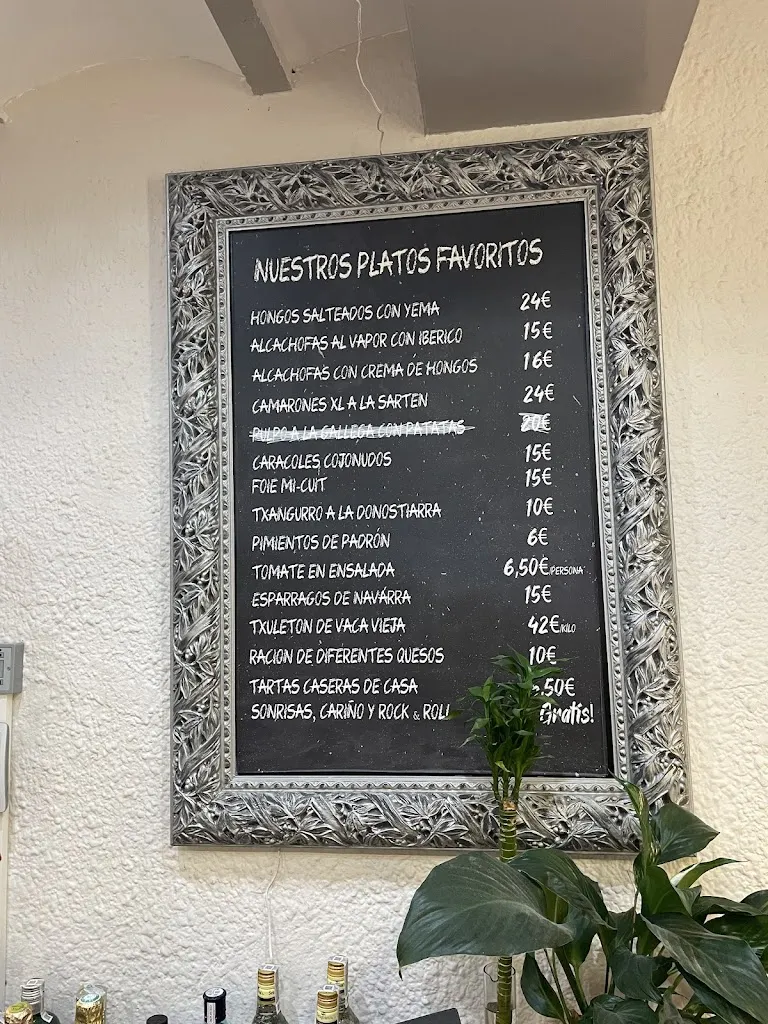 NUESTROS PLATOS FAVORITOS
HONGOS SALTEADOS CON YEMA 24€
ALCACHOFAS AL VAPOR CON IBERICO 15€
ALCACHOFAS CON CREMA DE HONGOS 16€
CAMARONES XL A LA SARTEN 24€
PULPO A LA GALLEGA CON PATATAS 20€
CARACOLES COJONUDOS 15€
FOIE MI-CUIT 15€
TXANGURRO A LA DONOSTIARRA 10€
PIMIENTOS DE PADRÓN 6€
TOMATE EN ENSALADA 6,50€/PERSONA
ESPARRAGOS DE NAVARRA 15€
TXULETON DE VACA VIEJA 42€/KILO
RACION DE DIFERENTES QUESOS 10€
TARTAS CASERAS DE CASA ,50€
SONRISAS, CARIÑO Y ROCK & ROLL Gratis!